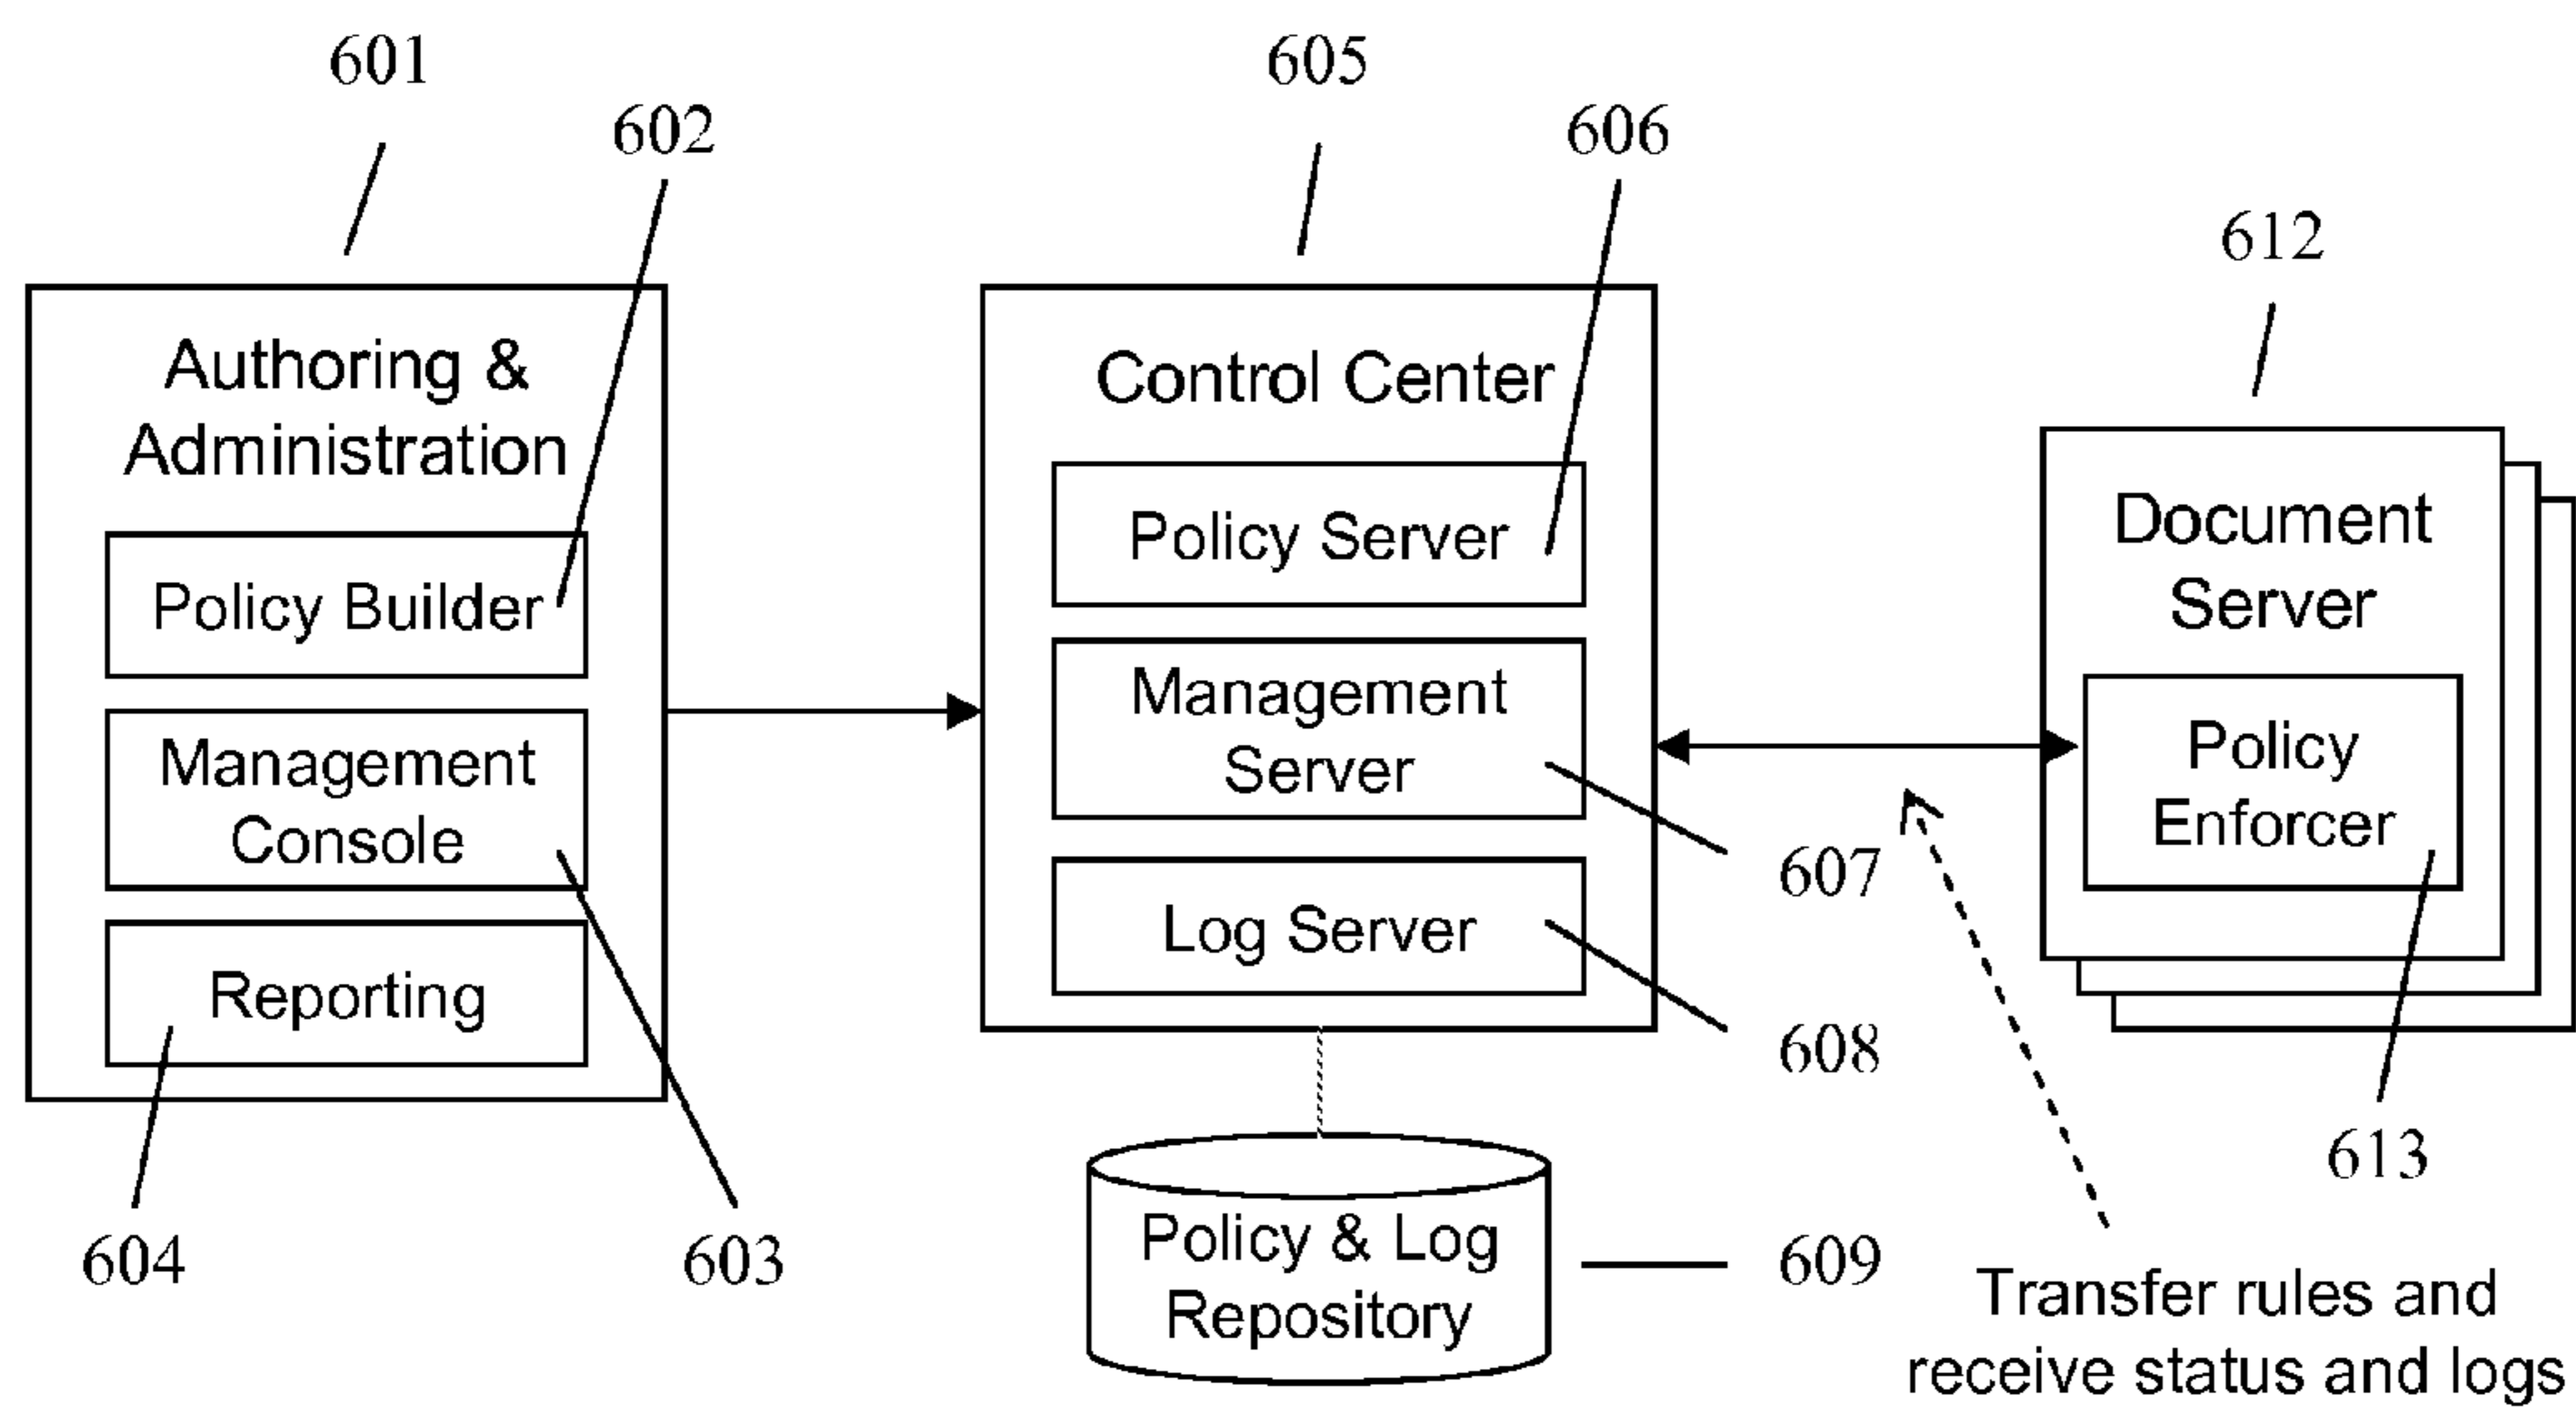 601
602
605
606
612
Authoring &
Administration
Policy Builder
Management
Console
Reporting
604
603
Control Center
Policy Server
Management
Server
Log Server
607
608
Policy & Log
Repository
609
Document
Server
Policy
Enforcer
613
Transfer rules and
receive status and logs